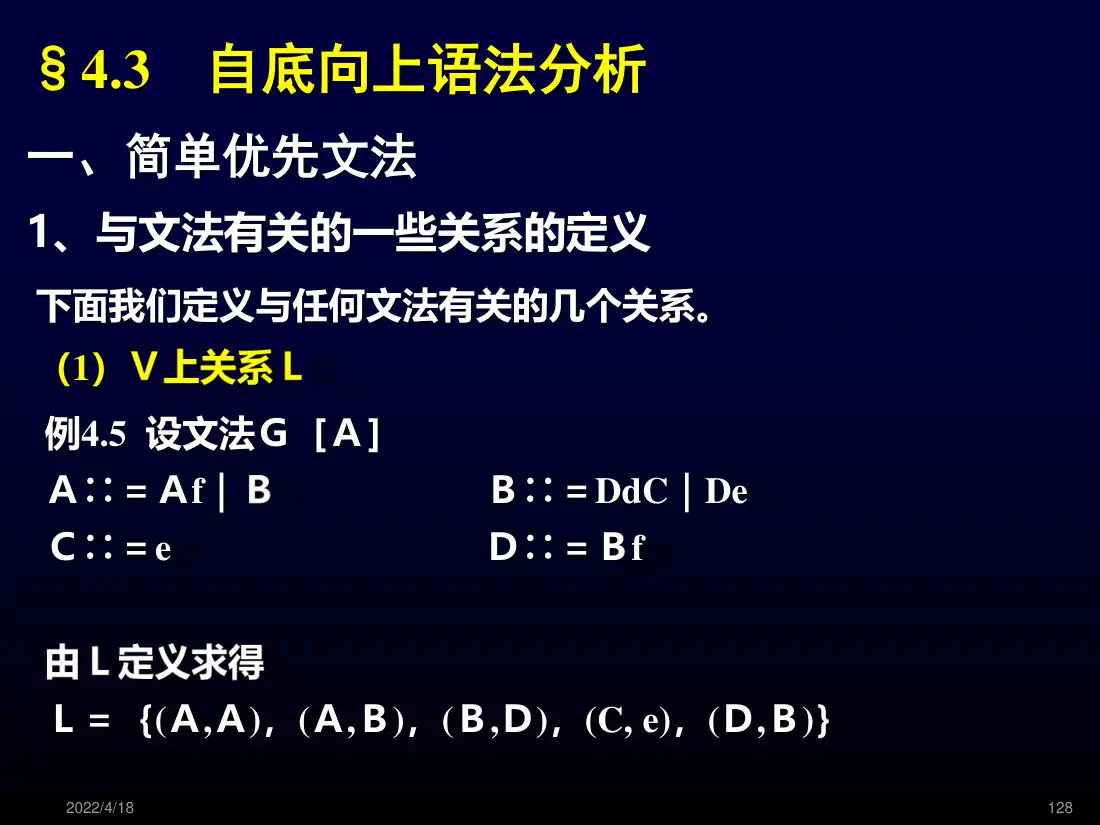 §4.3 自底向上语法分析
一、简单优先文法
1、与文法有关的一些关系的定义
下面我们定义与任何文法有关的几个关系。
（1）V上关系L
例4.5 设文法G［A］
A∷=Af｜B B∷=DdC｜De
C∷=e D∷=Bf
由L定义求得
L = {(A,A)，(A,B)，(B,D)，(C, e)，(D,B)}
2022/4/18 128